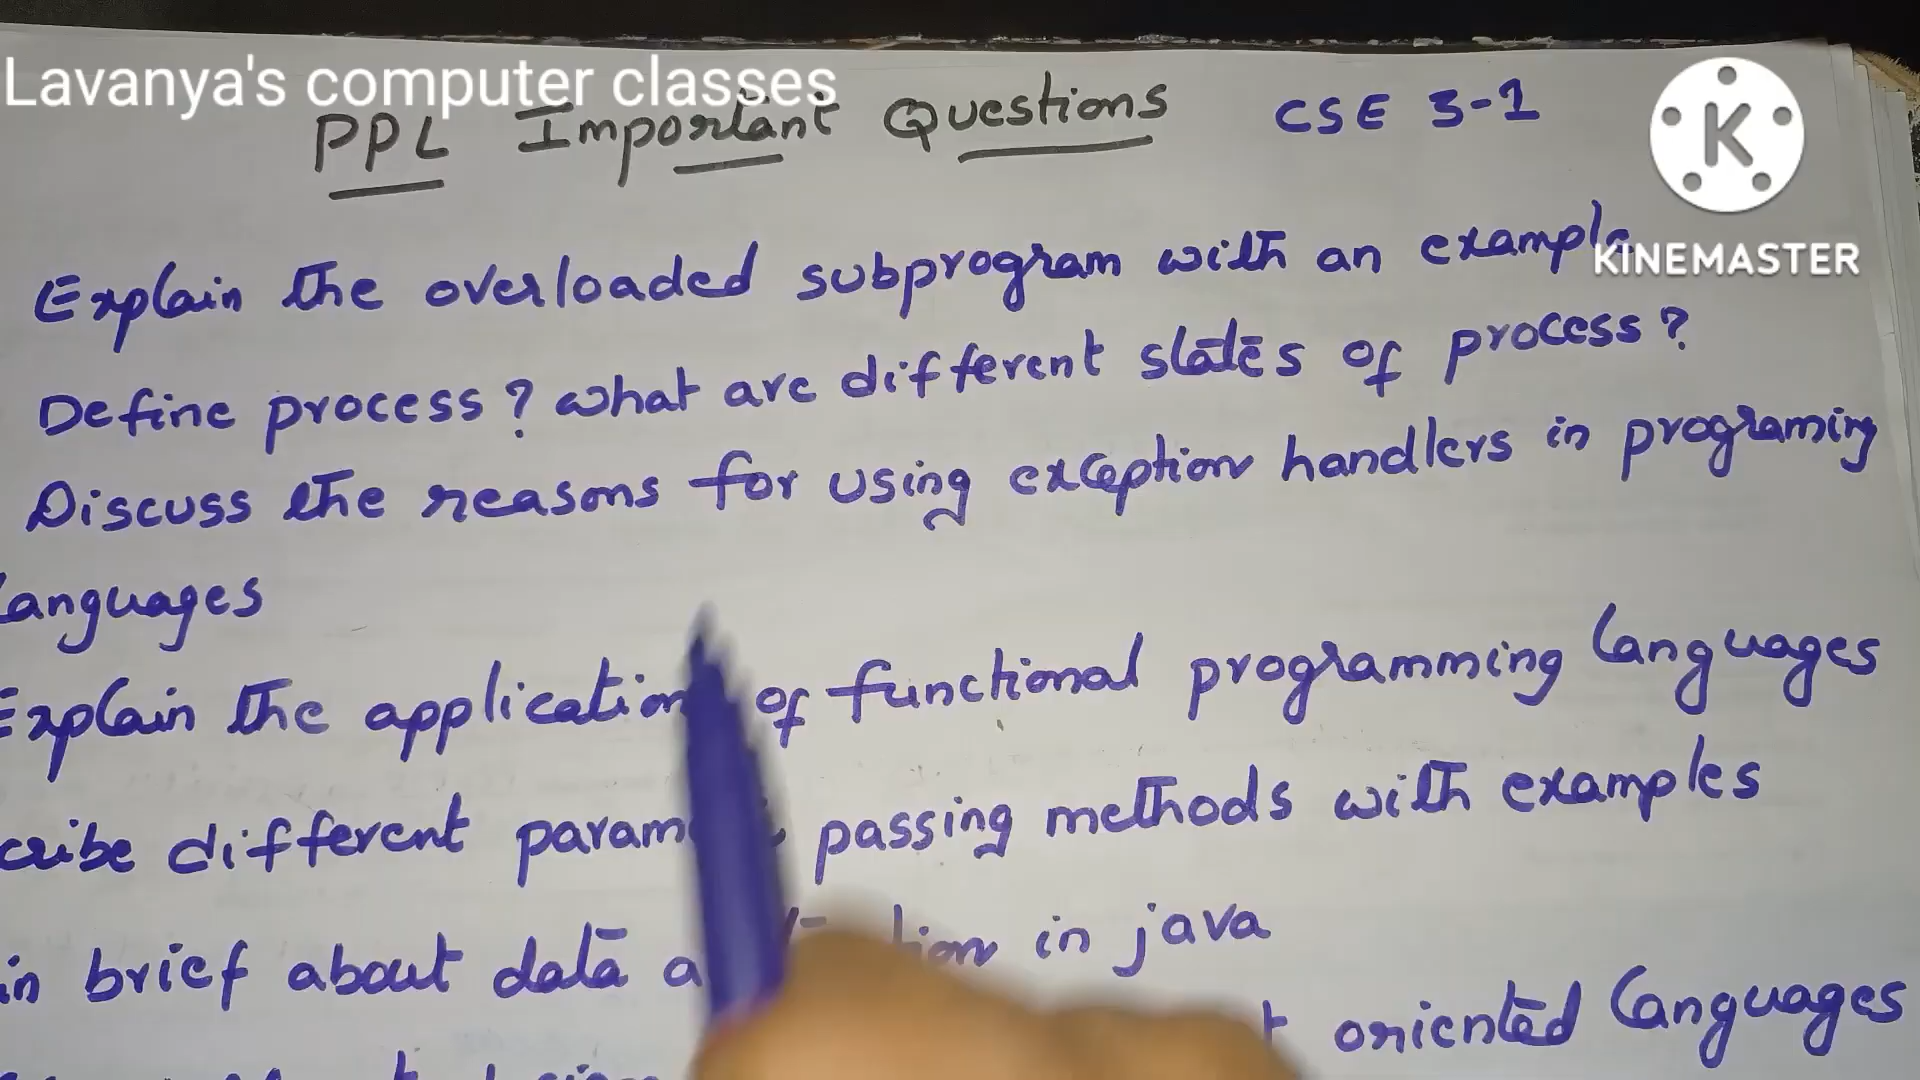 Lavanya's computer classes
PPL Important Questions CSE 3-1
K
KINEMASTER
Explain the overloaded subprogram with an example
Define process? what are different states of process?
Discuss the reasons for using exception handlers in programing
Languages
Explain the application of functional programming Languages
cribe different param passing methods with examples
in brief about data a in java
oriented Languages